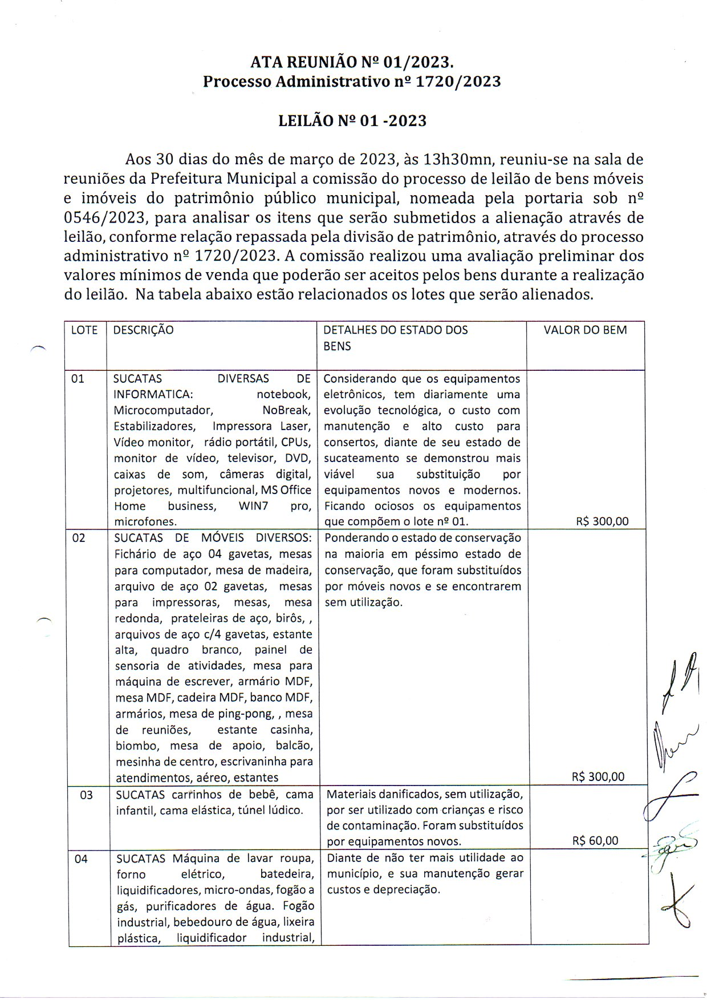 ATA REUNIÃO Nº 01/2023.
Processo Administrativo nº 1720/2023
LEILÃO Nº 01 -2023
Aos 30 dias do mês de março de 2023, às 13h30mn, reuniu-se na sala de
reuniões da Prefeitura Municipal a comissão do processo de leilão de bens móveis
e imóveis do patrimônio público municipal, nomeada pela portaria sob nº
0546/2023, para analisar os itens que serão submetidos a alienação através de
leilão, conforme relação repassada pela divisão de patrimônio, através do processo
administrativo nº 1720/2023. A comissão realizou uma avaliação preliminar dos
valores mínimos de venda que poderão ser aceitos pelos bens durante a realização
do leilão. Na tabela abaixo estão relacionados os lotes que serão alienados.
LOTE
DESCRIÇÃO
DETALHES DO ESTADO DOS
BENS
VALOR DO BEM
01
SUCATAS DIVERSAS DE
INFORMATICA: notebook,
Microcomputador, NoBreak,
Estabilizadores, Impressora Laser,
Vídeo monitor, rádio portátil, CPUs,
monitor de vídeo, televisor, DVD,
caixas de som, câmeras digital,
projetores, multifuncional, MS Office
Home business, WIN7 pro,
microfones.
Considerando que os equipamentos
eletrônicos, tem diariamente uma
evolução tecnológica, o custo com
manutenção e alto custo para
consertos, diante de seu estado de
sucateamento se demonstrou mais
viável sua substituição por
equipamentos novos e modernos.
Ficando ociosos os equipamentos
que compõem o lote nº 01.
R$ 300,00
02
SUCATAS DE MÓVEIS DIVERSOS:
Fichário de aço 04 gavetas, mesas
para computador, mesa de madeira,
arquivo de aço 02 gavetas, mesas
para impressoras, mesas, mesa
redonda, prateleiras de aço, birôs, ,
arquivos de aço c/4 gavetas, estante
alta, quadro branco, painel de
sensoria de atividades, mesa para
máquina de escrever, armário MDF,
mesa MDF, cadeira MDF, banco MDF,
armários, mesa de ping-pong, , mesa
de reuniões, estante casinha,
biombo, mesa de apoio, balcão,
mesinha de centro, escrivaninha para
atendimentos, aéreo, estantes
Ponderando o estado de conservação
na maioria em péssimo estado de
conservação, que foram substituídos
por móveis novos e se encontrarem
sem utilização.
R$ 300,00
03
SUCATAS carrinhos de bebê, cama
infantil, cama elástica, túnel lúdico.
Materiais danificados, sem utilização,
por ser utilizado com crianças e risco
de contaminação. Foram substituídos
por equipamentos novos.
R$ 60,00
04
SUCATAS Máquina de lavar roupa,
forno elétrico, batedeira,
liquidificadores, micro-ondas, fogão a
gás, purificadores de água. Fogão
industrial, bebedouro de água, lixeira
plástica, liquidificador industrial,
Diante de não ter mais utilidade ao
município, e sua manutenção gerar
custos e depreciação.